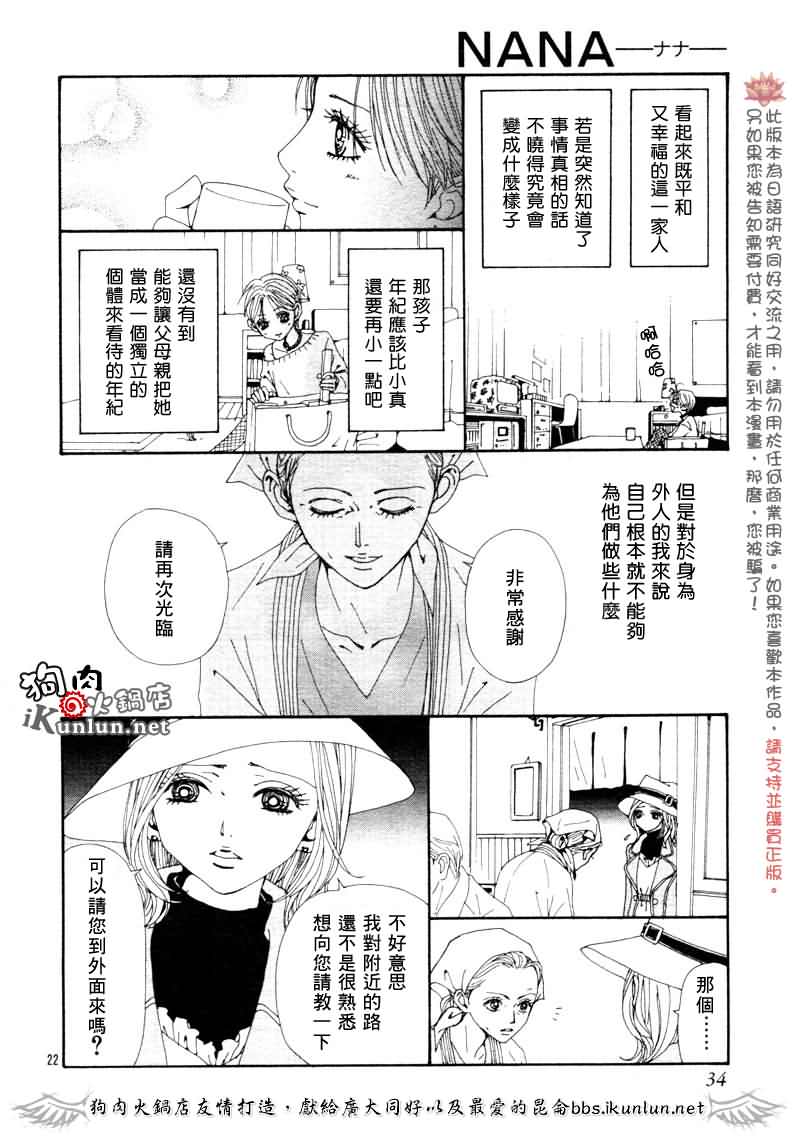 NANA——ナナ——
看起來既平和
又幸福的這一家人
若是突然知道了
事情真相的話
不曉得究竟會
變成什麼樣子
啊哈哈
那孩子
年紀應該比小真
還要再小一點吧
還沒有到
能夠讓父母親把她
當成一個獨立的
個體來看待的年紀
但是對於身為
外人的我來說
自己根本就不能夠
為他們做些什麼
非常感謝
請再次光臨
那個……
不好意思
我對附近的路
還不是很熟悉
想向您請教一下
可以請您到外面來嗎？
22
34
此版本為日語研究同好交流之用，請勿用於任何商業用途。如果您喜歡本作品，請支持並購買正版。
另如果您被告知需要付費，才能看到本漫畫，那麼，您被騙了！
狗肉火鍋店
iKunlun.net
狗肉火鍋店友情打造，獻給廣大同好以及最愛的昆侖bbs.ikunlun.net